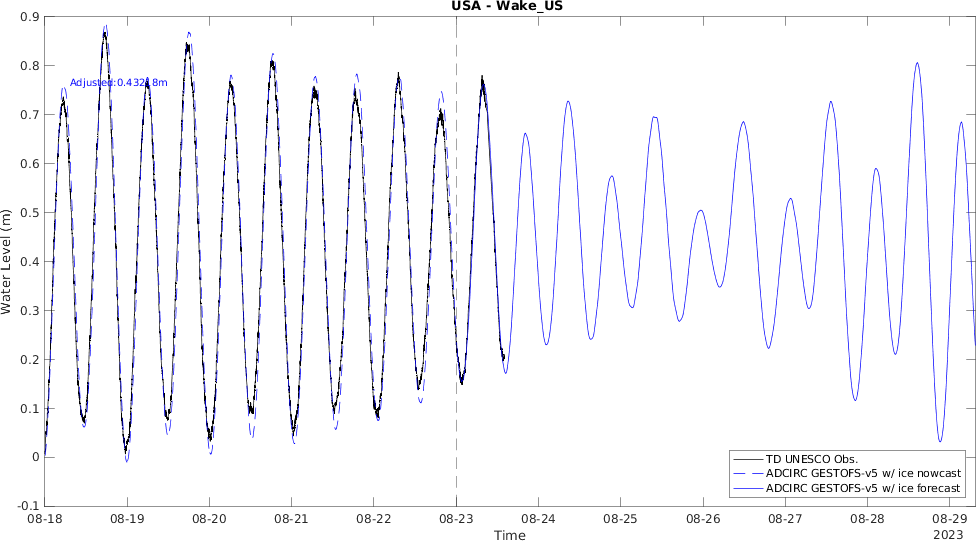 USA - Wake_US
0.9
0.8
0.7
0.6
0.5
0.4
0.3
0.2
0.1
0
-0.1
Water Level (m)
Adjusted:0.43218m
TD UNESCO Obs.
ADCIRC GESTOFS-v5 w/ ice nowcast
ADCIRC GESTOFS-v5 w/ ice forecast
08-18 08-19 08-20 08-21 08-22 08-23 08-24 08-25 08-26 08-27 08-28 08-29
Time
2023